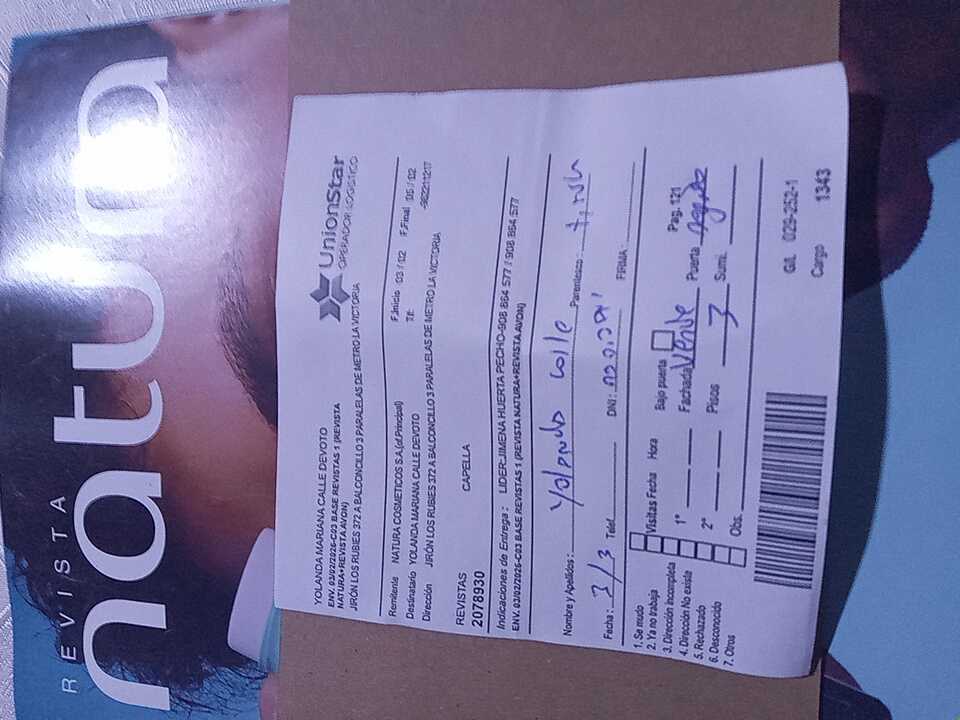 REVISTA
natura
UnionStar
OPERADOR LOGISTICO
YOLANDA MARIANA CALLE DEVOTO
ENV. 03/02/2026-C03 BASE REVISTAS 1 (REVISTA
NATURA+REVISTA AVON)
JIRÓN LOS RUBIES 372 A BALCONCILLO 3 PARALELAS DE METRO LA VICTORIA
Remitente NATURA COSMETICOS S.A.(of.Principal) F.Inicio 03 / 02 F.Final 05 / 02
Destinatario YOLANDA MARIANA CALLE DEVOTO Tlf:
Dirección JIRÓN LOS RUBIES 372 A BALCONCILLO 3 PARALELAS DE METRO LA VICTORIA
REVISTAS CAPELLA
2078930
Indicaciones de Entrega : LIDER:JIMENA HUERTA PECHO-908 864 577 / 908 864 577
ENV. 03/02/2026-C03 BASE REVISTAS 1 (REVISTA NATURA+REVISTA AVON)
Nombre y Apellidos : Yolanda Calle Parentesco :
Fecha : 3/3 Telef. DNI : FIRMA :
1. Se mudo
2. Ya no trabaja
3. Dirección incompleta
4. Dirección No existe
5. Rechazado
6. Desconocido
7. Otros
Visitas Fecha Hora Bajo puerta
1° Fachada Verde Puerta Pag. 121
2° Pisos 3 Sumi.
Obs.
G/L 029-252-1
Cargo 1343